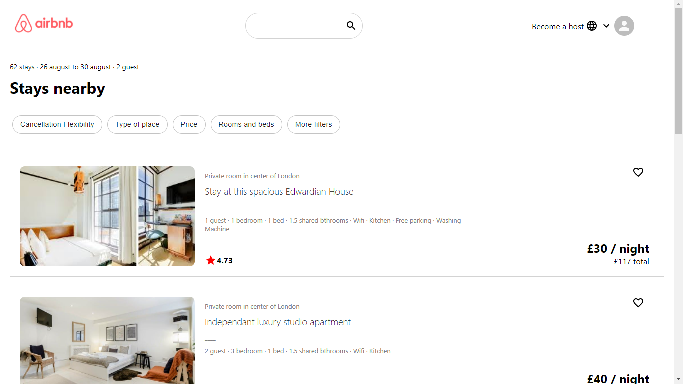 airbnb
Become a host
62 stays · 26 august to 30 august · 2 guest
Stays nearby
Cancellation Flexibility
Type of place
Price
Rooms and beds
More filters
Private room in center of London
Stay at this spacious Edwardian House
1 guest · 1 bedroom · 1 bed · 1.5 shared bthrooms · Wifi · Kitchen · Free parking · Washing
Machine
4.73
£30 / night
£117 total
Private room in center of London
Independant luxury studio apartment
2 guest · 3 bedroom · 1 bed · 1.5 shared bthrooms · Wifi · Kitchen
£40 / night